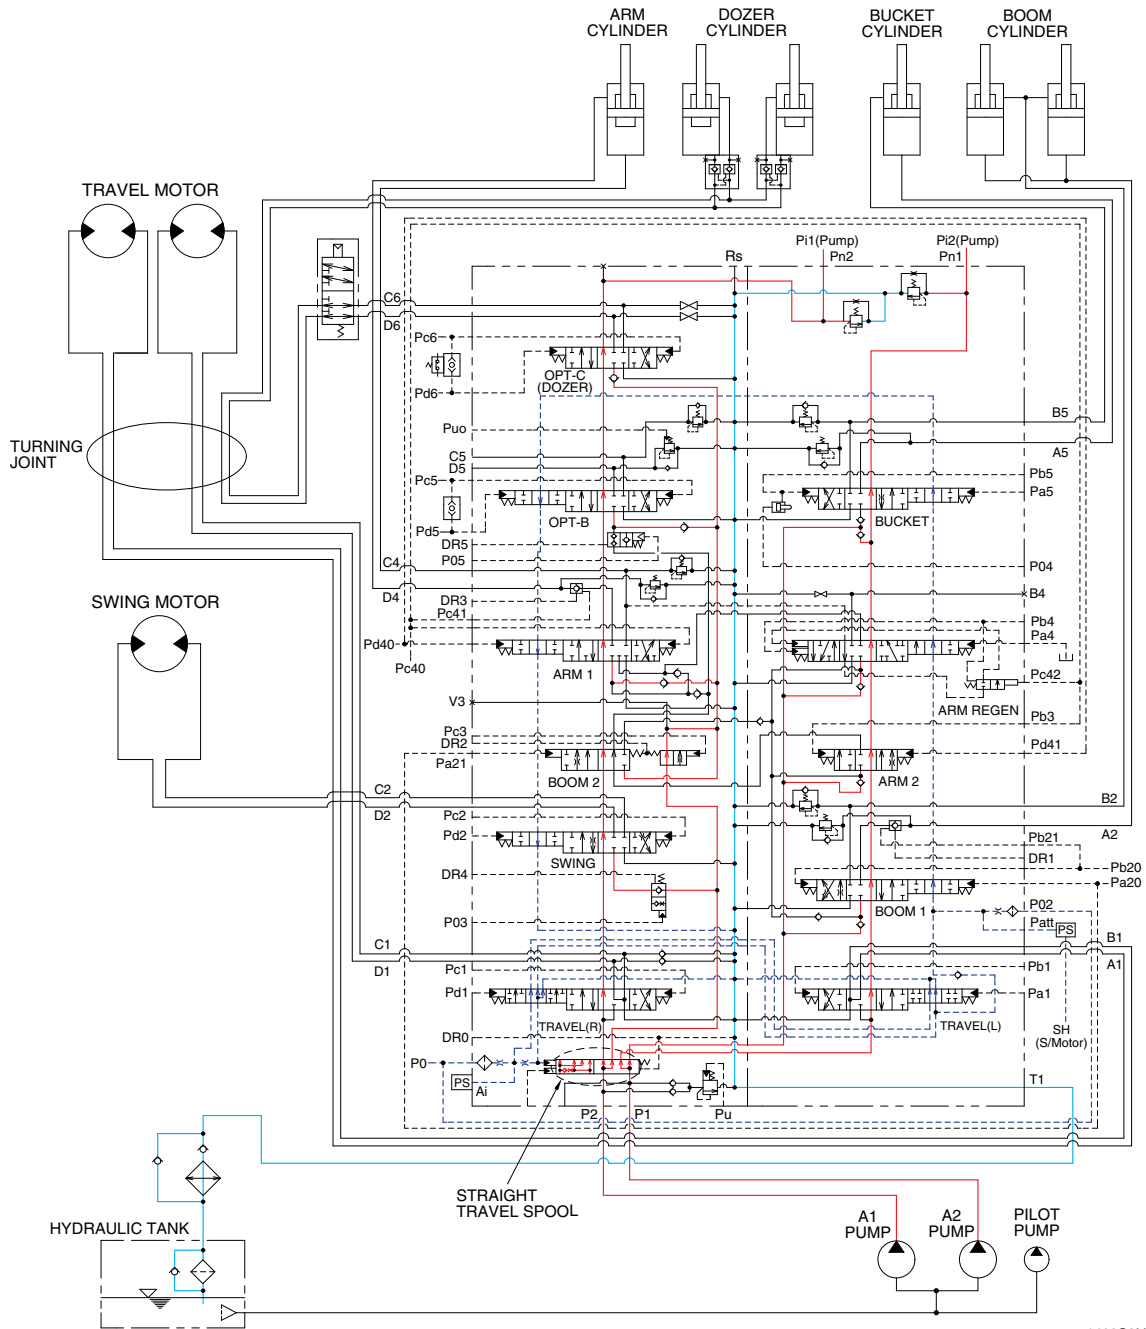 ARM
CYLINDER
DOZER
CYLINDER
BUCKET
CYLINDER
BOOM
CYLINDER
TRAVEL MOTOR
Pi1(Pump)
Pn2
Pi2(Pump)
Pn1
Rs
C6
D6
Pc6
OPT-C
(DOZER)
Pd6
Puo
B5
TURNING
JOINT
C5
D5
A5
Pc5
Pb5
Pa5
OPT-B
BUCKET
Pd5
DR5
P05
P04
C4
D4
B4
DR3
Pc41
SWING MOTOR
Pb4
Pa4
Pd40
Pc40
ARM 1
Pc42
ARM REGEN
V3
Pb3
Pc3
DR2
Pa21
Pd41
BOOM 2
ARM 2
C2
D2
B2
A2
Pc2
Pd2
SWING
Pb21
DR1
Pb20
Pa20
DR4
BOOM 1
P02
P03
Patt
PS
C1
D1
B1
A1
Pc1
Pd1
Pb1
Pa1
TRAVEL(R)
TRAVEL(L)
SH
(S/Motor)
DR0
P0
PS
Ai
T1
P2
P1
Pu
STRAIGHT
TRAVEL SPOOL
HYDRAULIC TANK
A1
PUMP
A2
PUMP
PILOT
PUMP